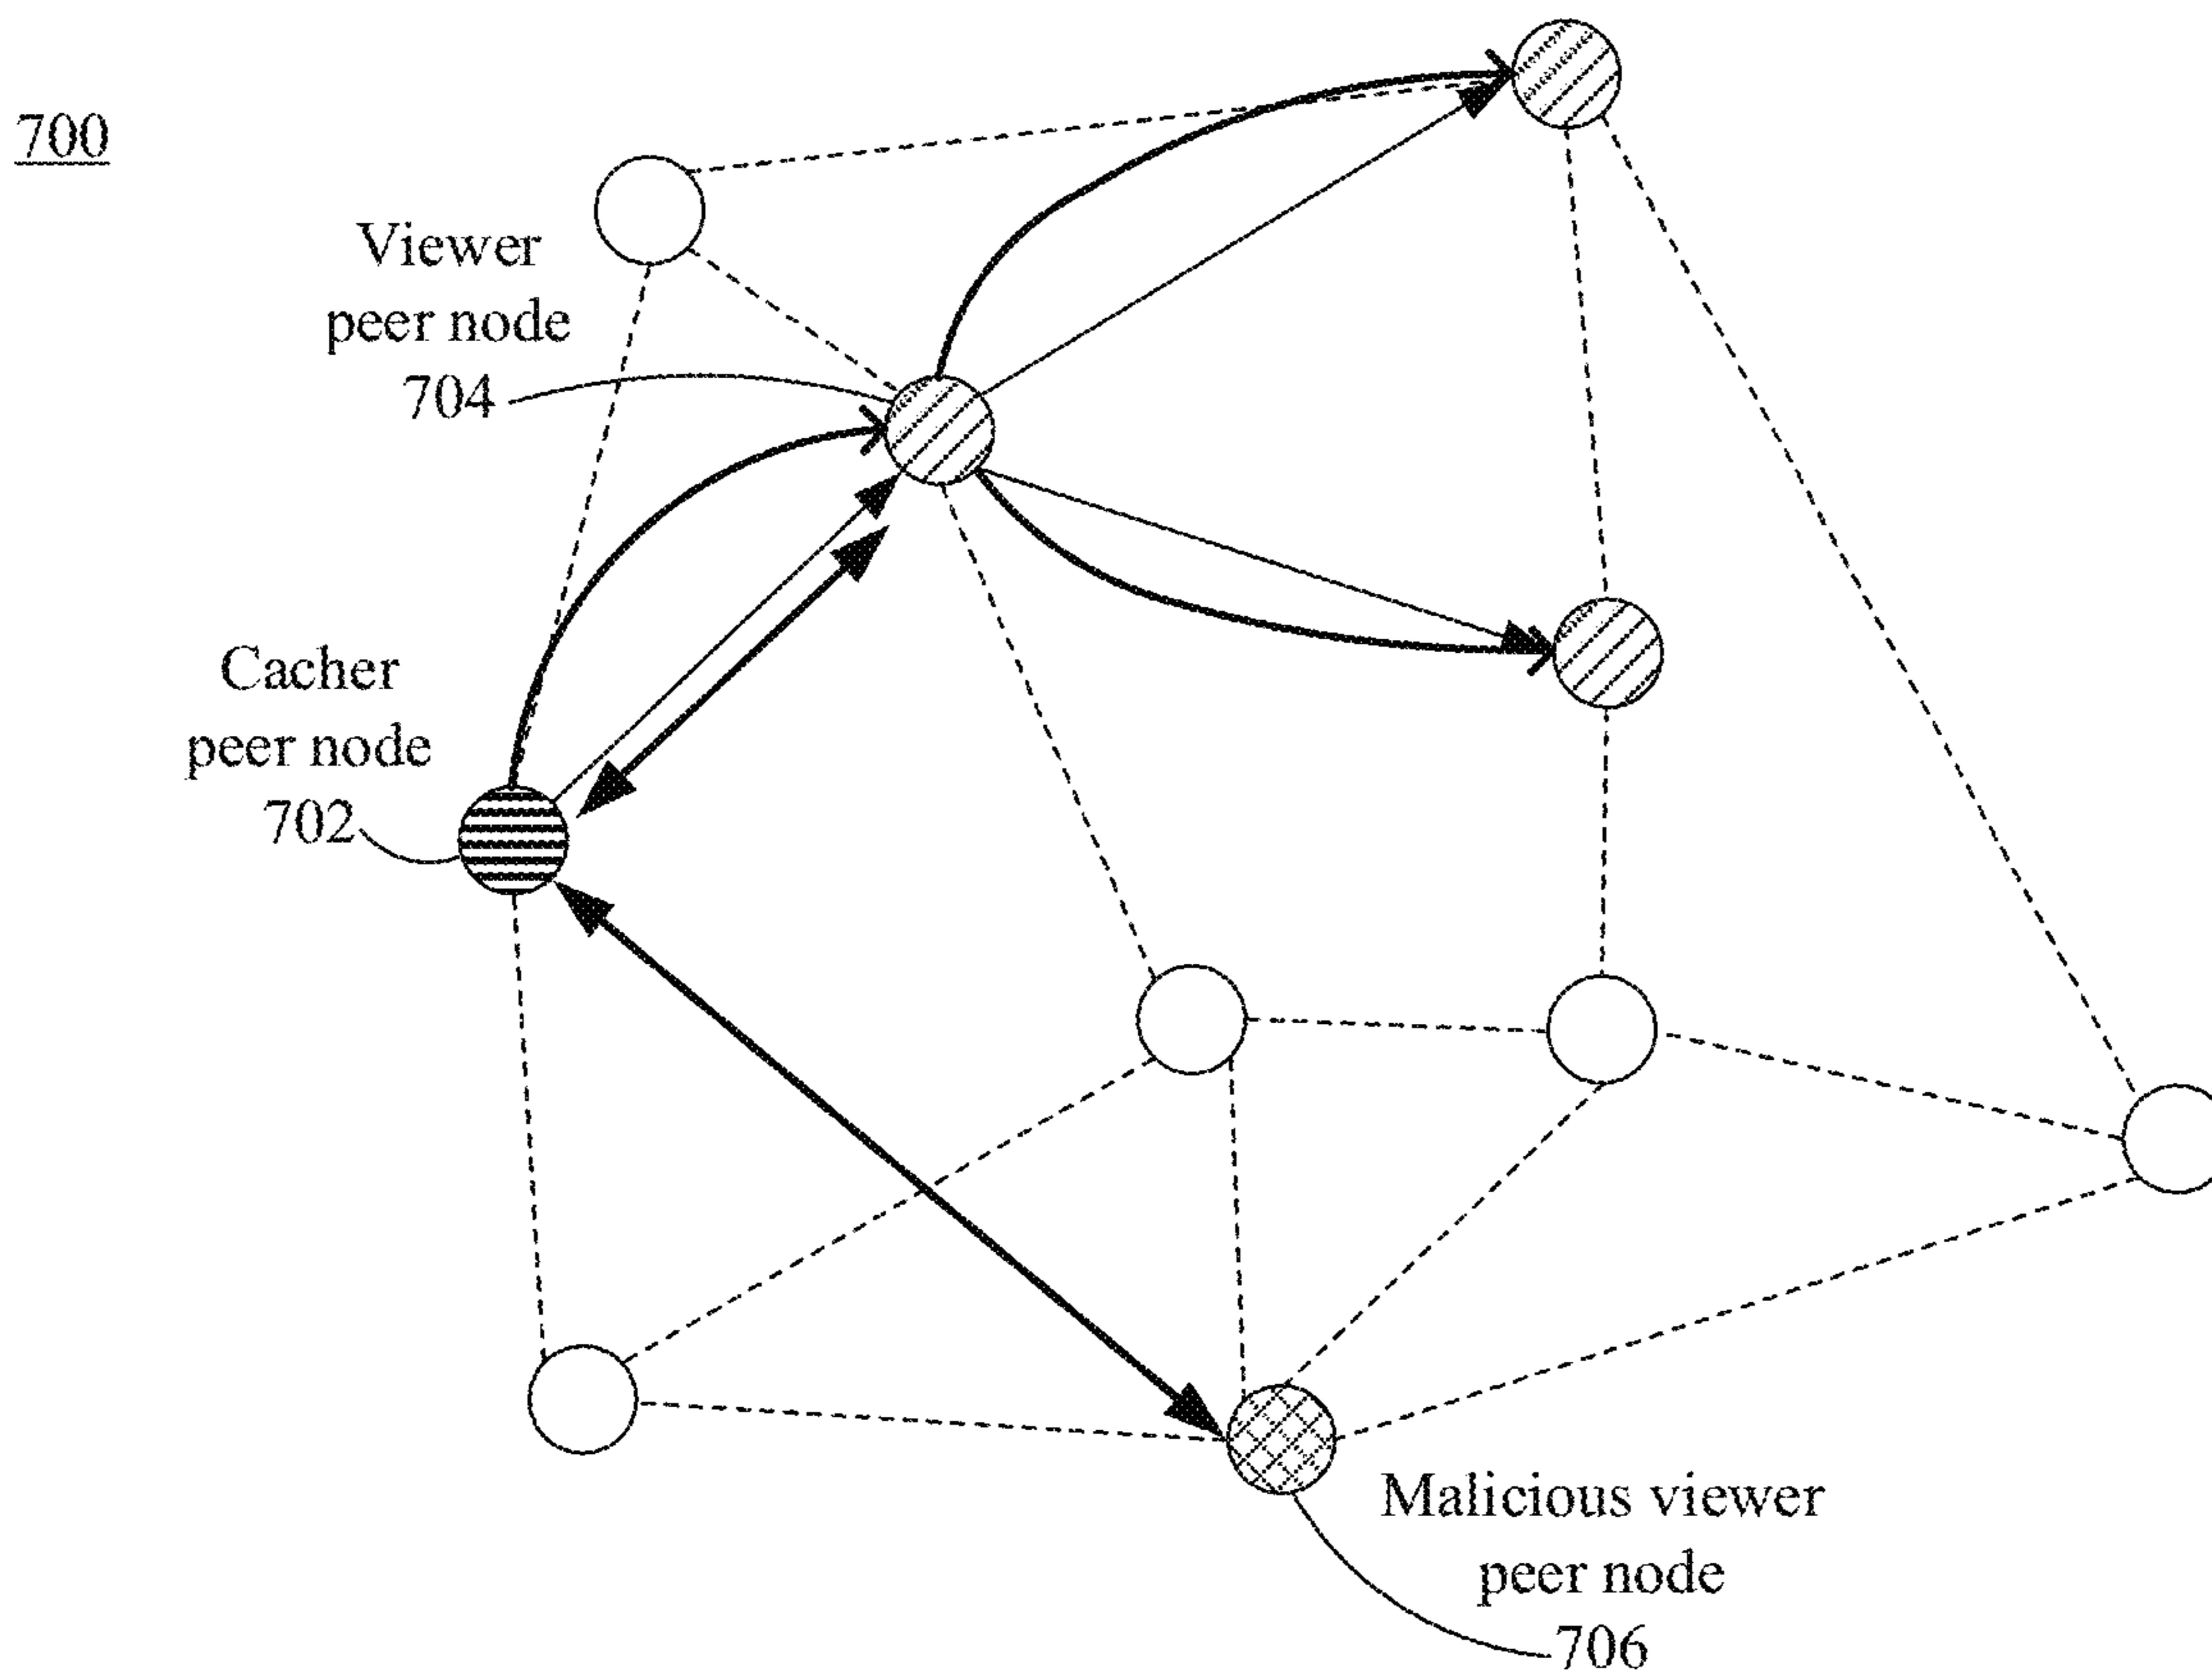 700
Viewer
peer node
704
Cacher
peer node
702
Malicious viewer
peer node
706